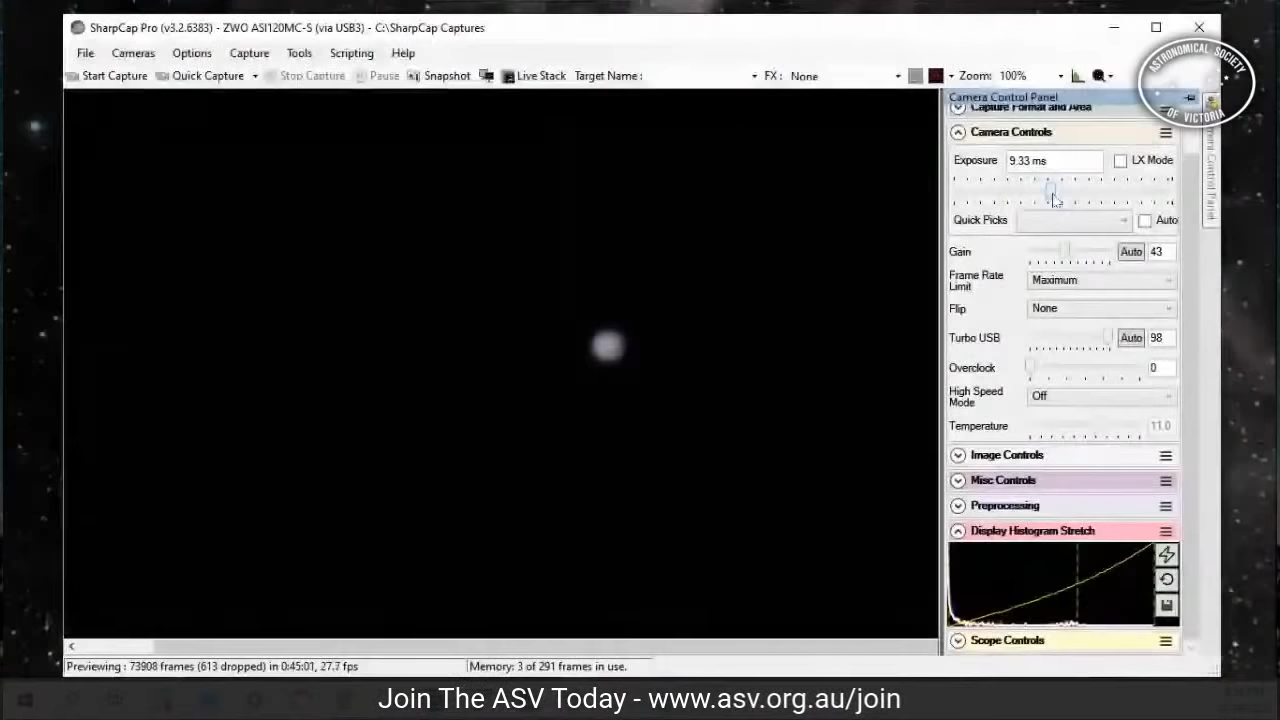 SharpCap Pro (v3.2.6383) - ZWO ASI120MC-S (via USB3) - C:\SharpCap Captures
File Cameras Options Capture Tools Scripting Help
Start Capture Quick Capture Stop Capture Pause Snapshot Live Stack Target Name : FX : None Zoom: 100%
ASTRONOMICAL SOCIETY
OF VICTORIA
Camera Control Panel
Capture Format and Area
Camera Control Panel
Camera Controls
Exposure 9.33 ms LX Mode
Quick Picks Auto
Gain Auto 43
Frame Rate Limit Maximum
Flip None
Turbo USB Auto 98
Overclock 0
High Speed Mode Off
Temperature 11.0
Image Controls
Misc Controls
Preprocessing
Display Histogram Stretch
Scope Controls
Previewing : 73908 frames (613 dropped) in 0:45:01, 27.7 fps Memory: 3 of 291 frames in use.
Join The ASV Today - www.asv.org.au/join